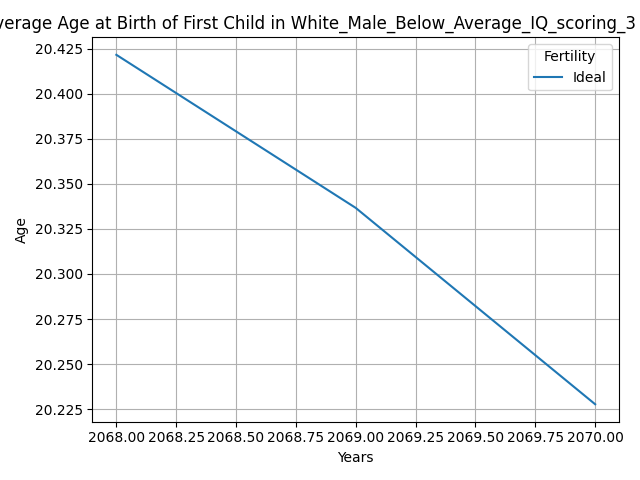 verage Age at Birth of First Child in White_Male_Below_Average_IQ_scoring_3
Fertility
Ideal
20.425
20.400
20.375
20.350
20.325
20.300
20.275
20.250
20.225
Age
2068.00 2068.25 2068.50 2068.75 2069.00 2069.25 2069.50 2069.75 2070.00
Years